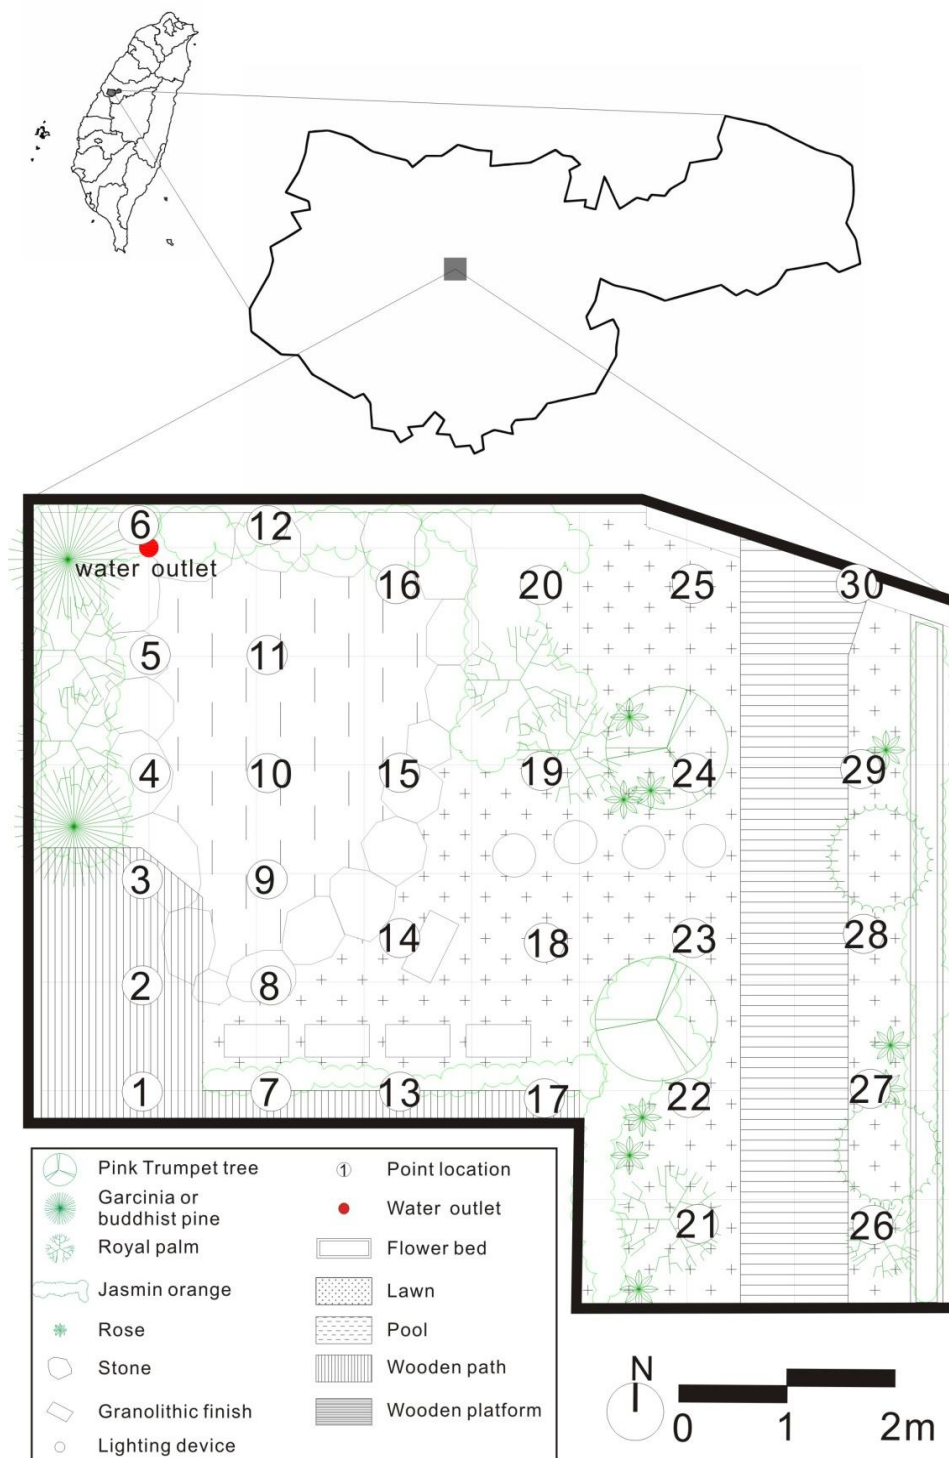 6
12
water outlet
16
20
25
30
5
11
4
10
15
19
24
29
3
9
14
18
23
28
2
8
1
7
13
17
22
27
21
26
Pink Trumpet tree
1 Point location
Garcinia or
buddhist pine
Water outlet
Royal palm
Flower bed
Jasmin orange
Lawn
Rose
Pool
Stone
Wooden path
Granolithic finish
Wooden platform
Lighting device
N
0 1 2m